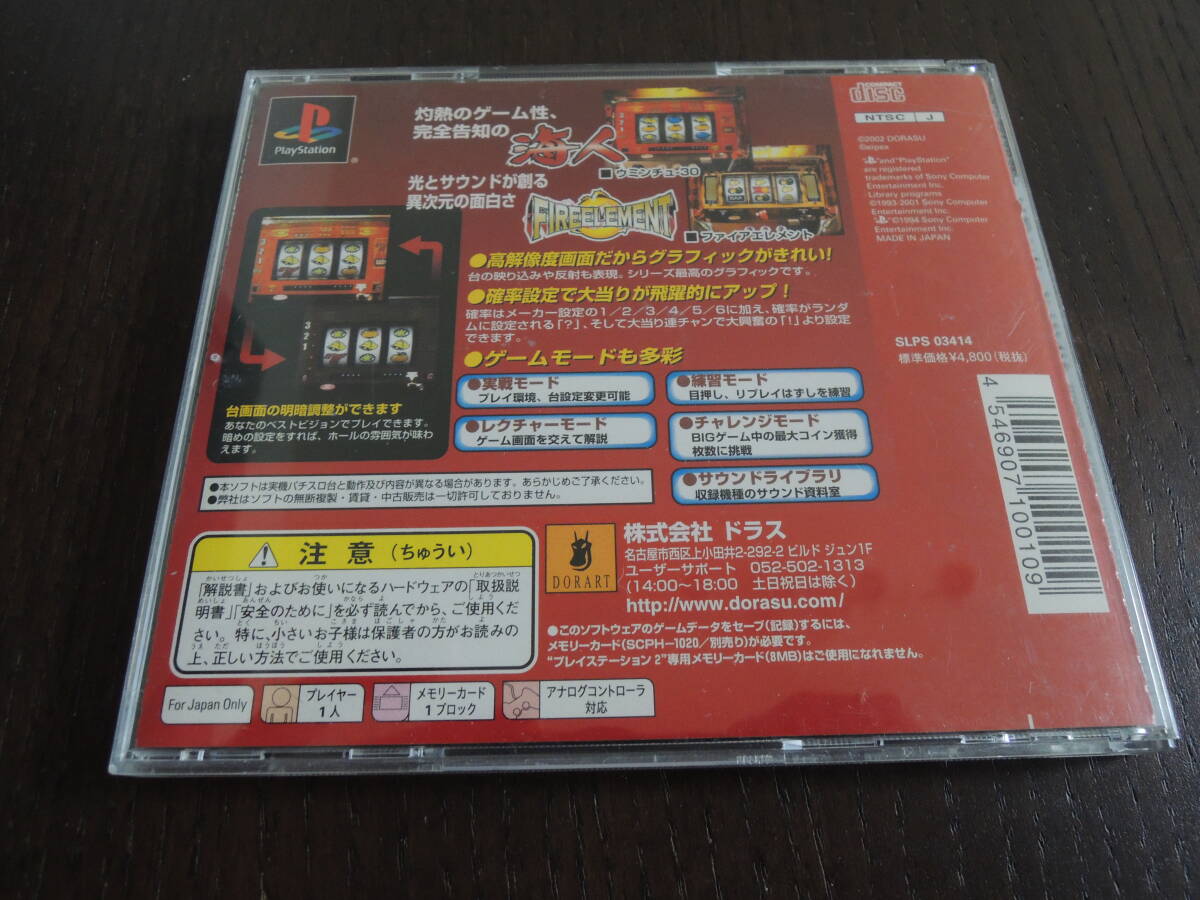 PlayStation
灼熱のゲーム性、
完全告知の
海人
■ウミンチュ-30
光とサウンドが創る
異次元の面白さ
FIREELEMENT
■ファイアエレメント
COMPACT
disc
NTSC J
©2002 DORASU
©aipex
"and "PlayStation"
are registered
trademarks of Sony Computer
Entertainment Inc.
Library programs
©1993-2001 Sony Computer
Entertainment Inc.
©1994 Sony Computer
Entertainment Inc.
MADE IN JAPAN
●高解像度画面だからグラフィックがきれい!
台の映り込みや反射も表現。シリーズ最高のグラフィックです。
●確率設定で大当りが飛躍的にアップ!
確率はメーカー設定の1/2/3/4/5/6に加え、確率がランダ
ムに設定される「?」、そして大当り連チャンで大興奮の「!」より設定
できます。
●ゲームモードも多彩
●実戦モード
プレイ環境、台設定変更可能
●練習モード
目押し、リプレイはずしを練習
●レクチャーモード
ゲーム画面を交えて解説
●チャレンジモード
BIGゲーム中の最大コイン獲得
枚数に挑戦
●サウンドライブラリ
収録機種のサウンド資料室
台画面の明暗調整ができます
あなたのベストビジョンでプレイできます。
暗めの設定をすれば、ホールの雰囲気が味わ
えます。
SLPS 03414
標準価格¥4,800(税抜)
4 546907 100109
●本ソフトは実機パチスロ台と動作及び内容が異なる場合があります。あらかじめご了承ください。
●弊社はソフトの無断複製・賃貸・中古販売は一切許可しておりません。
注意(ちゅうい)
「解説書」およびお使いになるハードウェアの「取扱説
明書」「安全のために」を必ず読んでから、ご使用くだ
さい。特に、小さいお子様は保護者の方がお読みの
上、正しい方法でご使用ください。
DORART
株式会社 ドラス
名古屋市西区上小田井2-292-2 ビルド ジュン1F
ユーザーサポート 052-502-1313
(14:00〜18:00 土日祝日は除く)
http://www.dorasu.com/
●このソフトウェアのゲームデータをセーブ(記録)するには、
メモリーカード(SCPH-1020/別売り)が必要です。
"プレイステーション 2"専用メモリーカード(8MB)はご使用になれません。
For Japan Only
プレイヤー
1人
メモリーカード
1ブロック
アナログコントローラ
対応